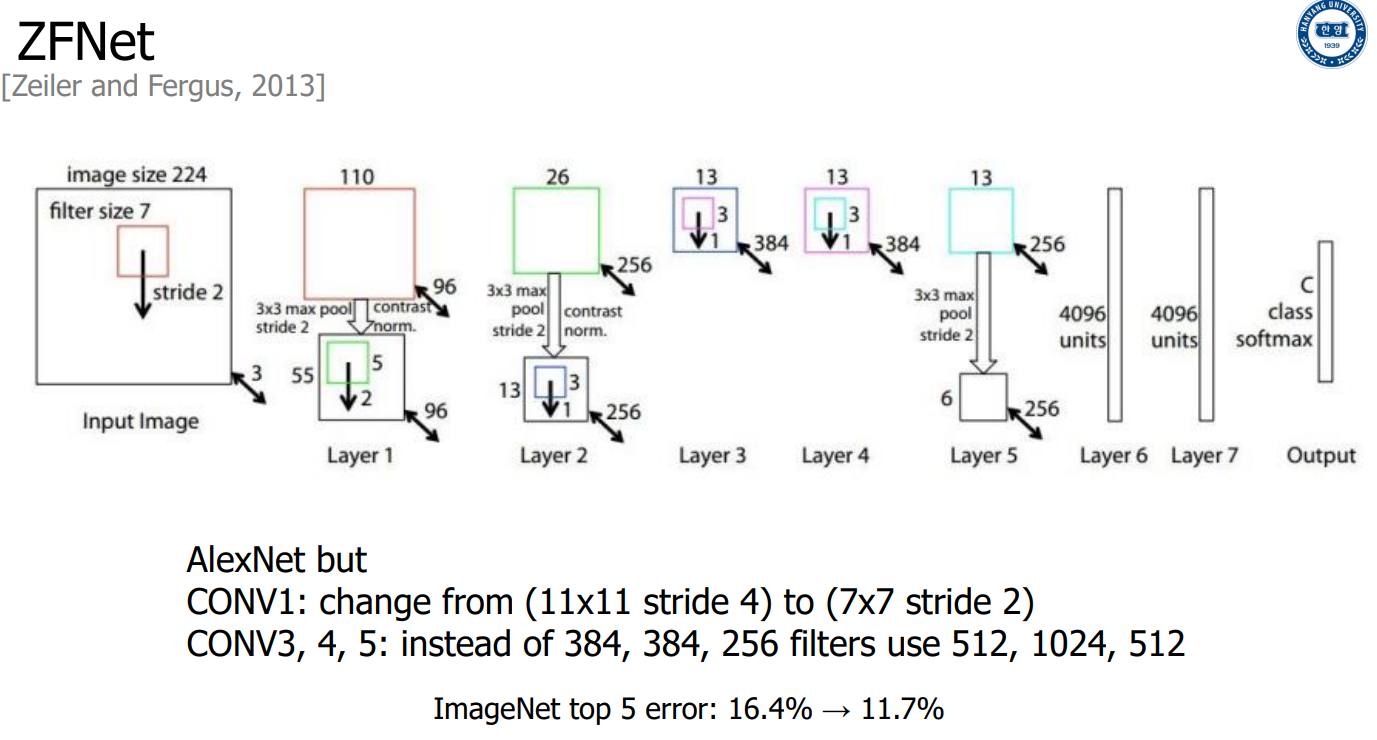 ZFNet
[Zeiler and Fergus, 2013]
HANYANG UNIVERSITY
한양
1939
image size 224
filter size 7
stride 2
3
Input Image
110
96
3x3 max pool
stride 2
contrast
norm.
55
5
2
96
Layer 1
26
256
3x3 max
pool
stride 2
contrast
norm.
13
3
1
256
Layer 2
13
3
1
384
Layer 3
13
3
1
384
Layer 4
13
256
3x3 max
pool
stride 2
6
256
Layer 5
4096
units
Layer 6
4096
units
Layer 7
C
class
softmax
Output
AlexNet but
CONV1: change from (11x11 stride 4) to (7x7 stride 2)
CONV3, 4, 5: instead of 384, 384, 256 filters use 512, 1024, 512
ImageNet top 5 error: 16.4% → 11.7%